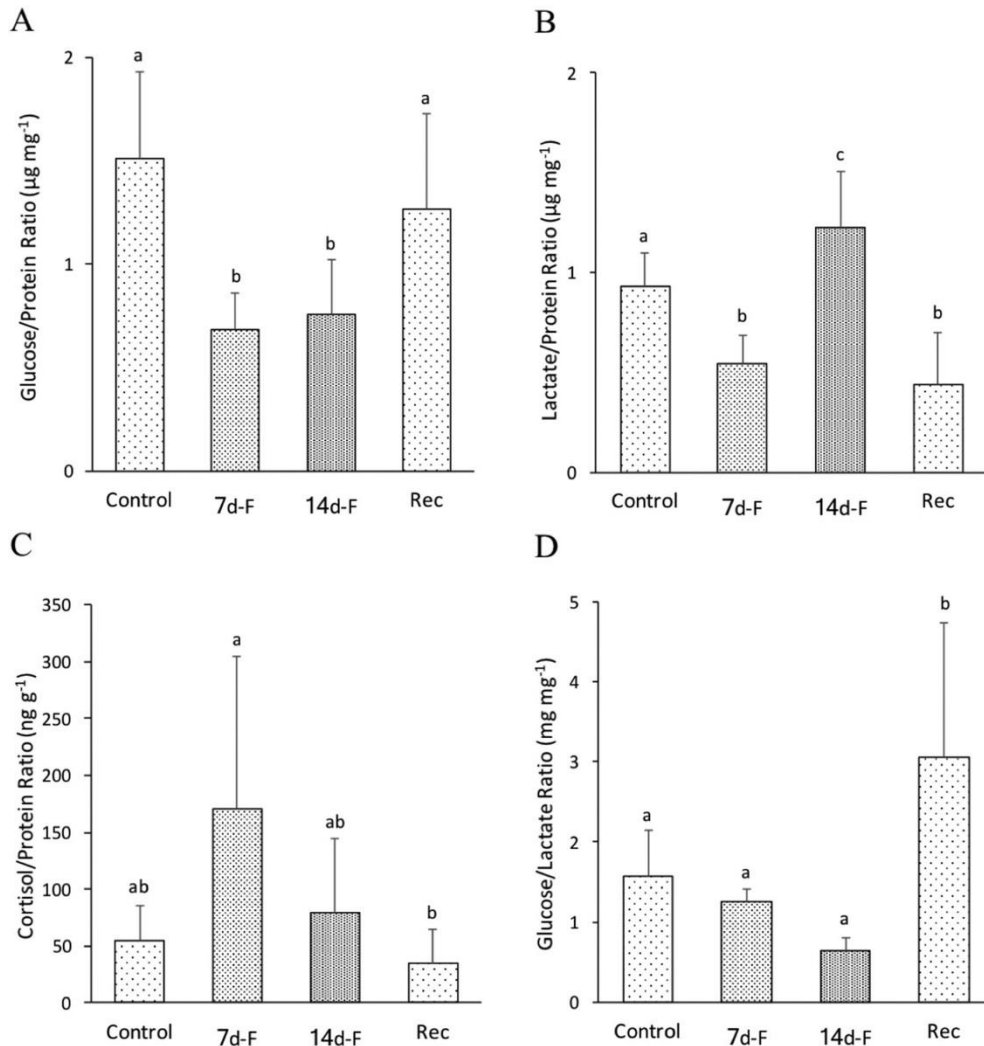 A
Glucose/Protein Ratio (µg mg⁻¹)
2
1
0
a
b
b
a
Control 7d-F 14d-F Rec
B
Lactate/Protein Ratio (µg mg⁻¹)
2
1
0
a
b
c
b
Control 7d-F 14d-F Rec
C
Cortisol/Protein Ratio (ng g⁻¹)
350
300
250
200
150
100
50
0
ab
a
ab
b
Control 7d-F 14d-F Rec
D
Glucose/Lactate Ratio (mg mg⁻¹)
5
4
3
2
1
0
a
a
a
b
Control 7d-F 14d-F Rec